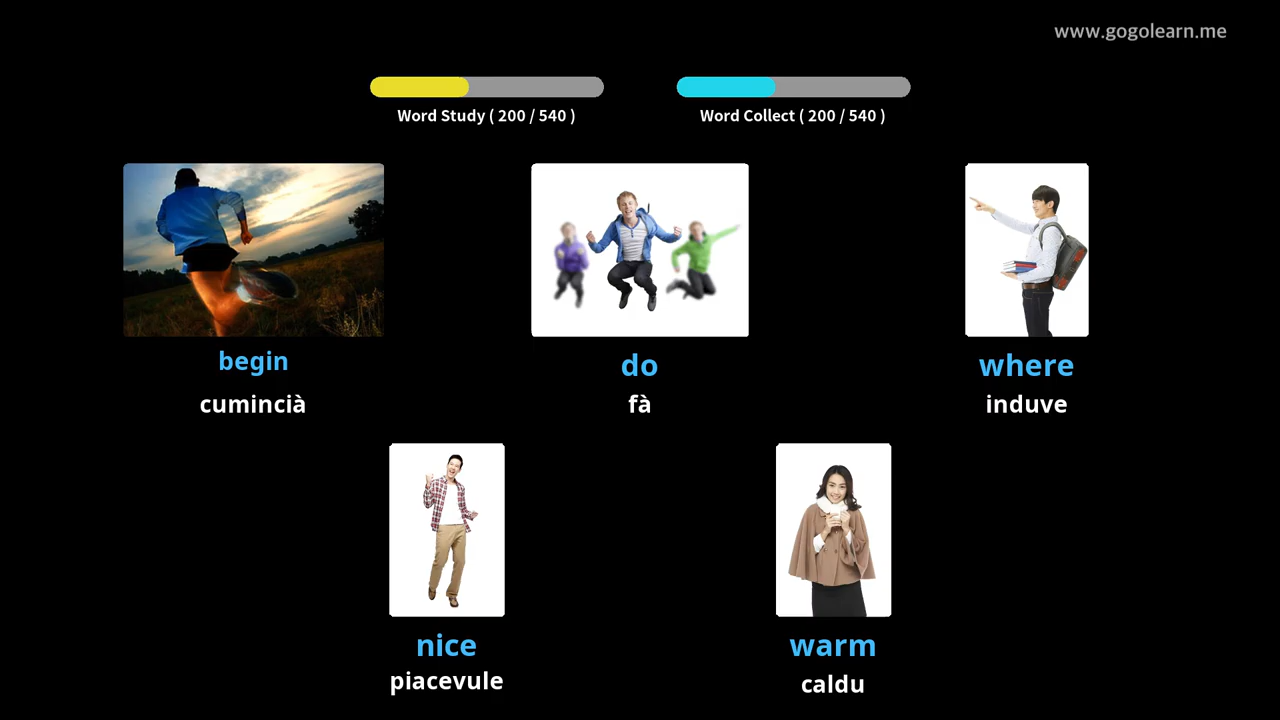 www.gogolearn.me
Word Study ( 200 / 540 )
Word Collect ( 200 / 540 )
begin
cumincià
do
fà
where
induve
nice
piacevule
warm
caldu